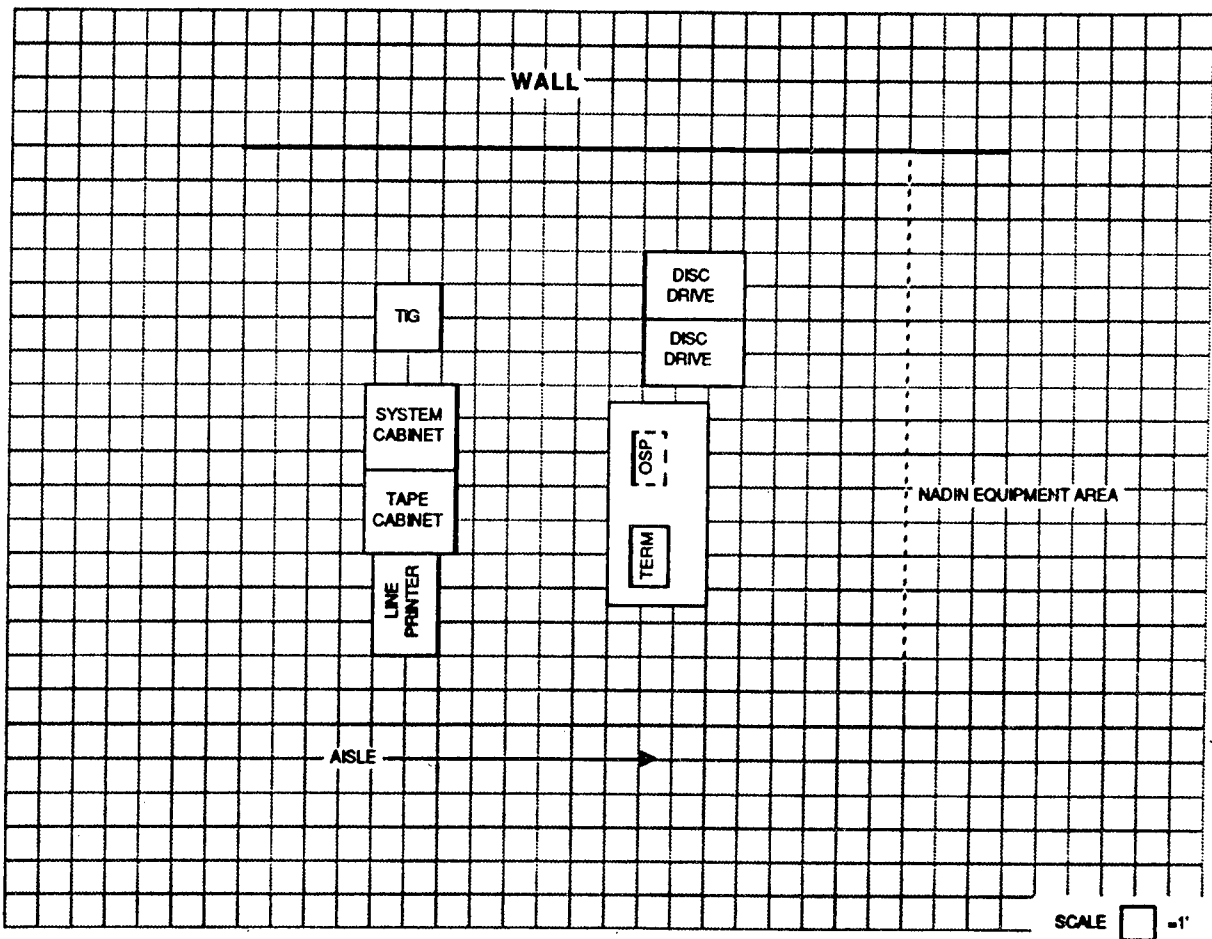 WALL
DISC
DRIVE
TIG
DISC
DRIVE
SYSTEM
CABINET
OSP
TAPE
CABINET
NADIN EQUIPMENT AREA
TERM
LINE
PRINTER
AISLE
SCALE =1'